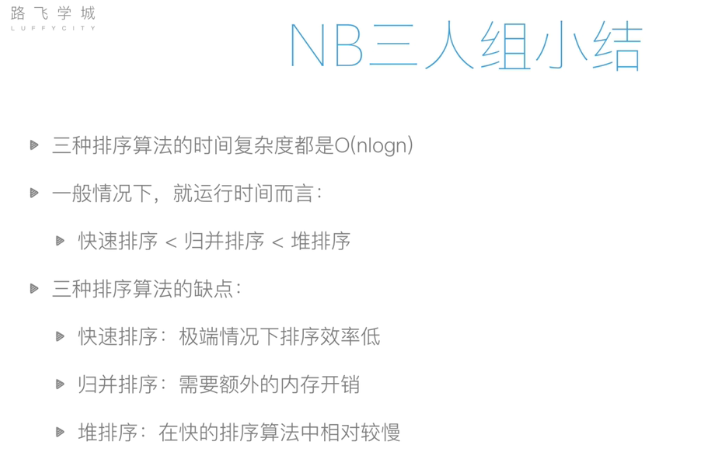 路飞学城
LUFFYCITY
NB三人组小结
三种排序算法的时间复杂度都是O(nlogn)
一般情况下，就运行时间而言：
快速排序 < 归并排序 < 堆排序
三种排序算法的缺点：
快速排序：极端情况下排序效率低
归并排序：需要额外的内存开销
堆排序：在快的排序算法中相对较慢